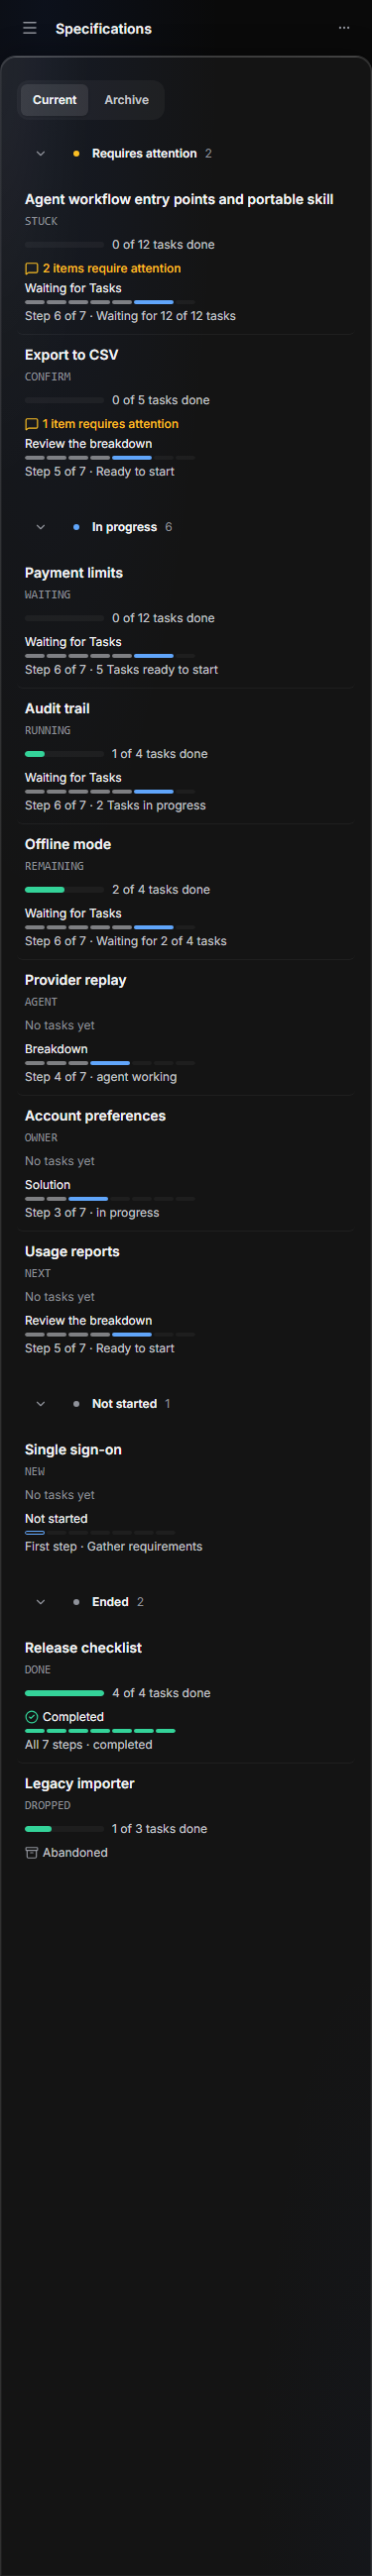 Specifications
Current
Archive
Requires attention 2
Agent workflow entry points and portable skill
STUCK
0 of 12 tasks done
2 items require attention
Waiting for Tasks
Step 6 of 7 · Waiting for 12 of 12 tasks
Export to CSV
CONFIRM
0 of 5 tasks done
1 item requires attention
Review the breakdown
Step 5 of 7 · Ready to start
In progress 6
Payment limits
WAITING
0 of 12 tasks done
Waiting for Tasks
Step 6 of 7 · 5 Tasks ready to start
Audit trail
RUNNING
1 of 4 tasks done
Waiting for Tasks
Step 6 of 7 · 2 Tasks in progress
Offline mode
REMAINING
2 of 4 tasks done
Waiting for Tasks
Step 6 of 7 · Waiting for 2 of 4 tasks
Provider replay
AGENT
No tasks yet
Breakdown
Step 4 of 7 · agent working
Account preferences
OWNER
No tasks yet
Solution
Step 3 of 7 · in progress
Usage reports
NEXT
No tasks yet
Review the breakdown
Step 5 of 7 · Ready to start
Not started 1
Single sign-on
NEW
No tasks yet
Not started
First step · Gather requirements
Ended 2
Release checklist
DONE
4 of 4 tasks done
Completed
All 7 steps · completed
Legacy importer
DROPPED
1 of 3 tasks done
Abandoned